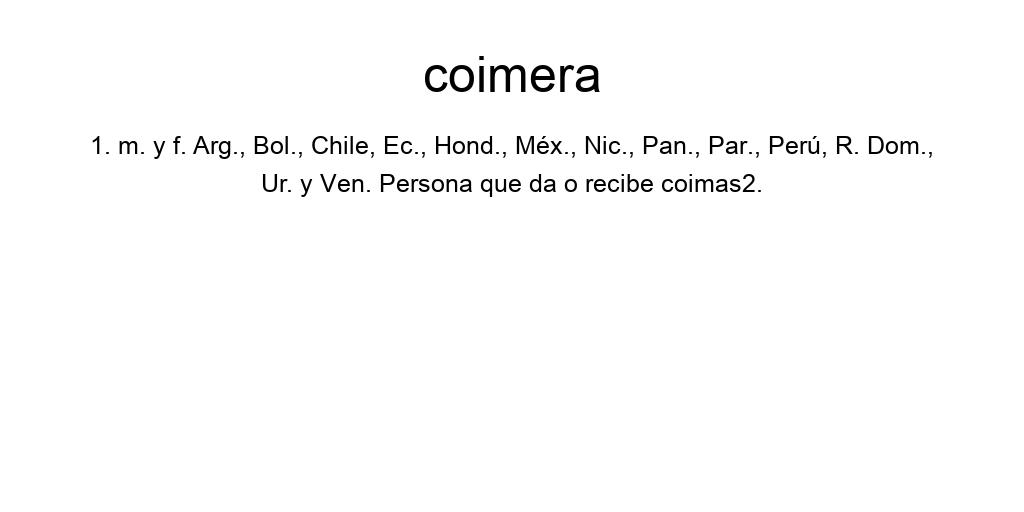 coimera
1. m. y f. Arg., Bol., Chile, Ec., Hond., Méx., Nic., Pan., Par., Perú, R. Dom.,
Ur. y Ven. Persona que da o recibe coimas2.